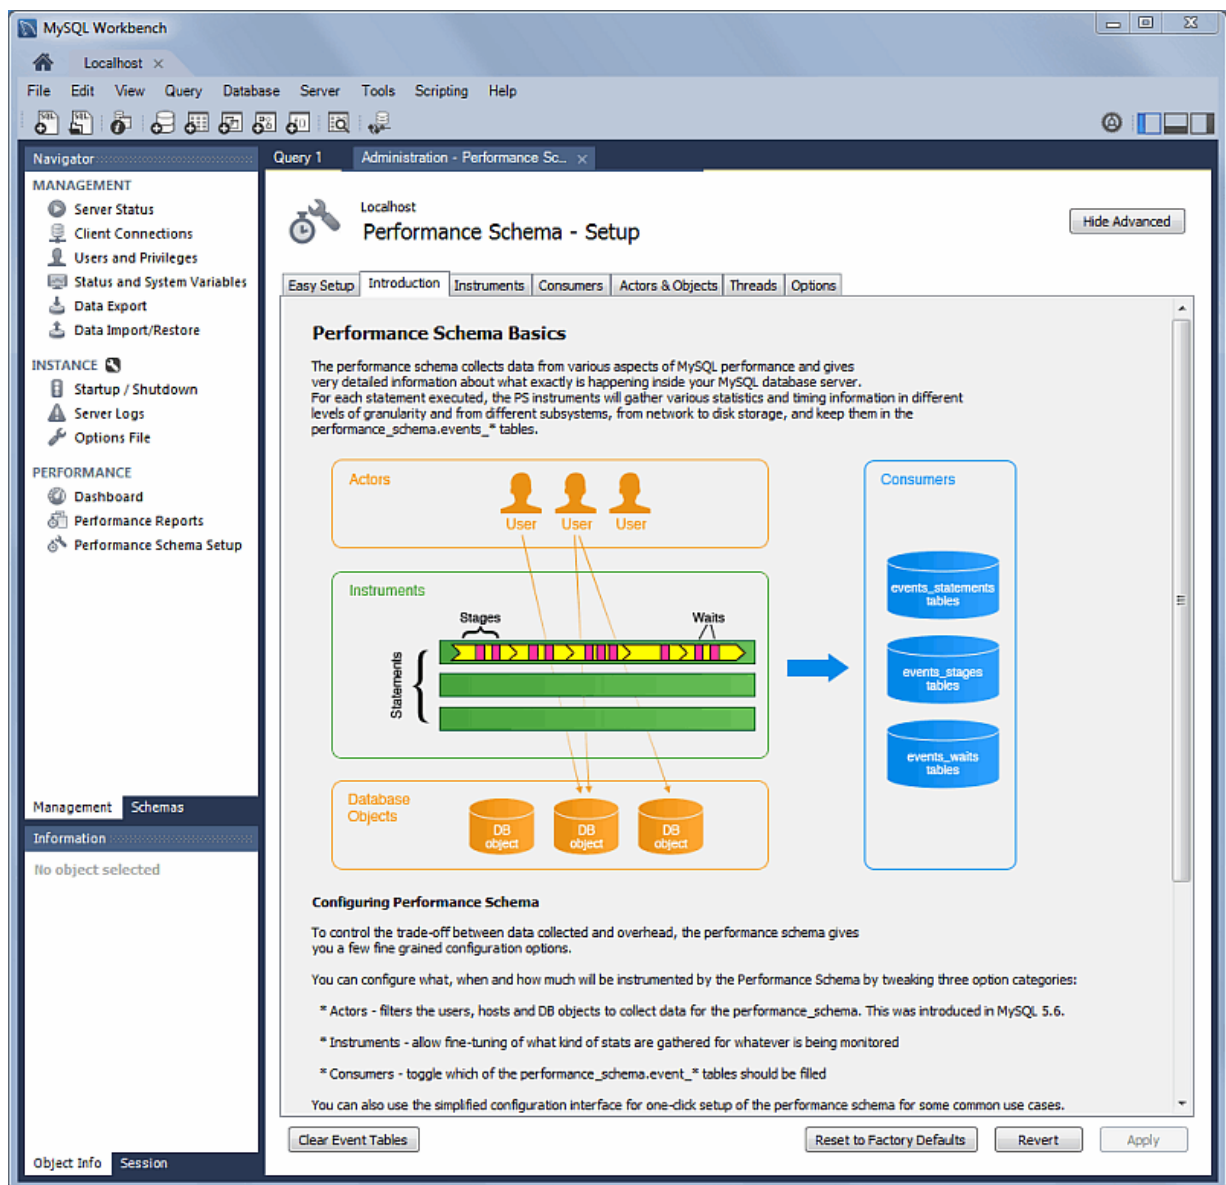 MySQL Workbench
Localhost
File Edit View Query Database Server Tools Scripting Help
Navigator
MANAGEMENT
Server Status
Client Connections
Users and Privileges
Status and System Variables
Data Export
Data Import/Restore
INSTANCE
Startup / Shutdown
Server Logs
Options File
PERFORMANCE
Dashboard
Performance Reports
Performance Schema Setup
Management Schemas
Information
No object selected
Object Info Session
Query 1 Administration - Performance Sc...
Localhost
Performance Schema - Setup
Hide Advanced
Easy Setup Introduction Instruments Consumers Actors & Objects Threads Options
Performance Schema Basics
The performance schema collects data from various aspects of MySQL performance and gives
very detailed information about what exactly is happening inside your MySQL database server.
For each statement executed, the PS instruments will gather various statistics and timing information in different
levels of granularity and from different subsystems, from network to disk storage, and keep them in the
performance_schema.events_* tables.
Actors
User User User
Instruments
Stages Waits
Statements
Database
Objects
DB
object
DB
object
DB
object
Consumers
events_statements
tables
events_stages
tables
events_waits
tables
Configuring Performance Schema
To control the trade-off between data collected and overhead, the performance schema gives
you a few fine grained configuration options.
You can configure what, when and how much will be instrumented by the Performance Schema by tweaking three option categories:
* Actors - filters the users, hosts and DB objects to collect data for the performance_schema. This was introduced in MySQL 5.6.
* Instruments - allow fine-tuning of what kind of stats are gathered for whatever is being monitored
* Consumers - toggle which of the performance_schema.event_* tables should be filled
You can also use the simplified configuration interface for one-click setup of the performance schema for some common use cases.
Clear Event Tables Reset to Factory Defaults Revert Apply